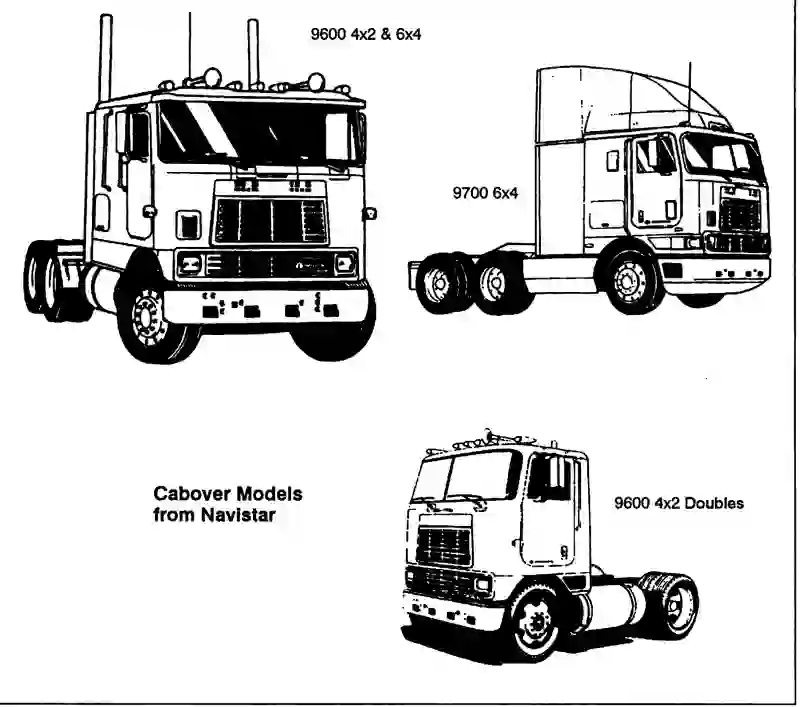 9600 4x2 & 6x4
9700 6x4
Cabover Models
from Navistar
9600 4x2 Doubles